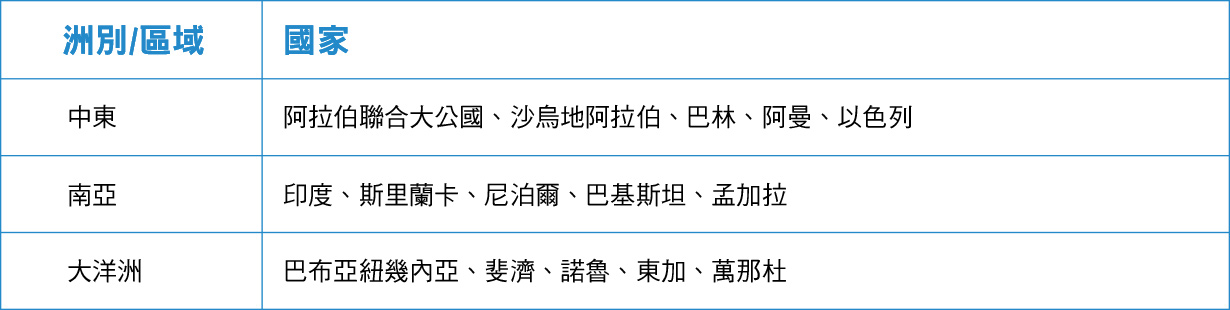 洲別/區域 國家
中東 阿拉伯聯合大公國、沙烏地阿拉伯、巴林、阿曼、以色列
南亞 印度、斯里蘭卡、尼泊爾、巴基斯坦、孟加拉
大洋洲 巴布亞紐幾內亞、斐濟、諾魯、東加、萬那杜